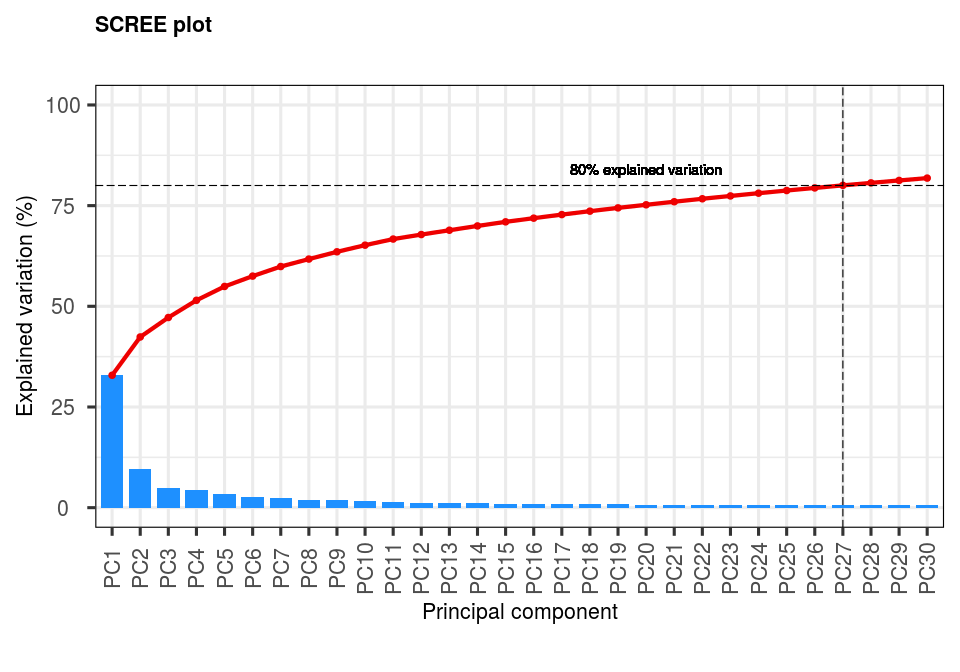 SCREE plot
100
75
50
25
0
Explained variation (%)
80% explained variation
PC1
PC2
PC3
PC4
PC5
PC6
PC7
PC8
PC9
PC10
PC11
PC12
PC13
PC14
PC15
PC16
PC17
PC18
PC19
PC20
PC21
PC22
PC23
PC24
PC25
PC26
PC27
PC28
PC29
PC30
Principal component